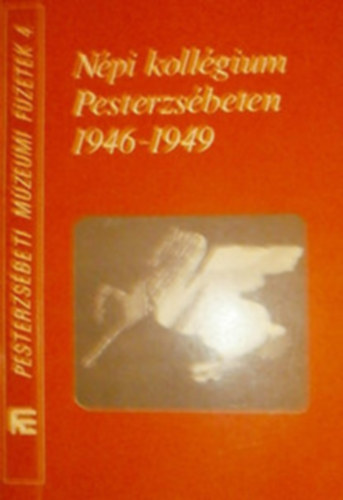 Népi kollégium
Pesterzsébeten
1946-1949
PESTERZSÉBETI MÚZEUMI FÜZETEK 4